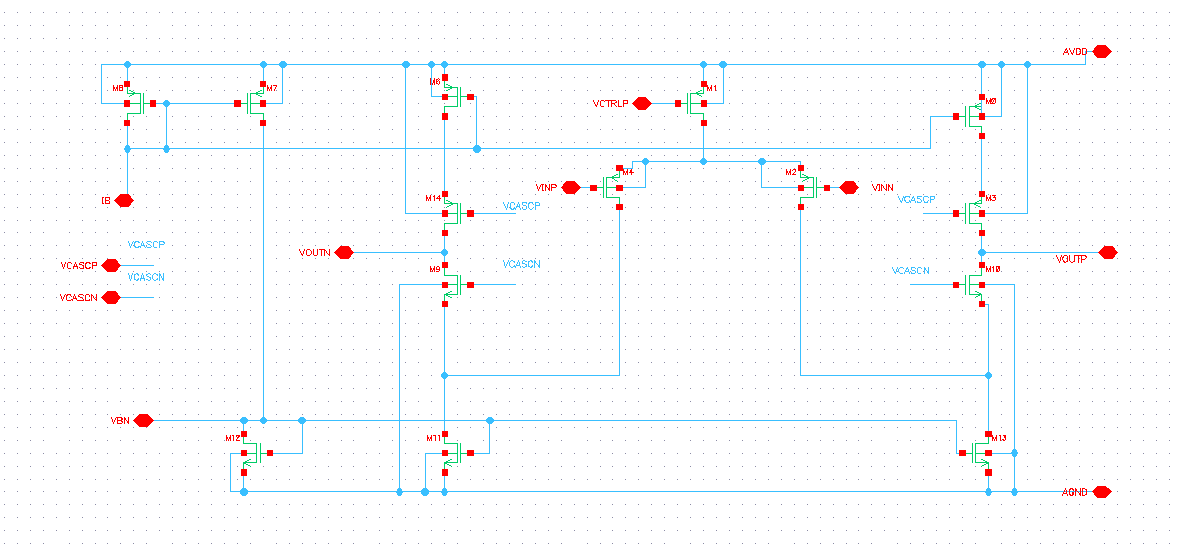 AVDD
M8
M7
M6
M1
M0
VCTRLP
M4
M2
VINP
VINN
IB
M14
VCASCP
VCASCP
M3
VCASCP
VOUTN
VOUTP
VCASCP
VCASCN
M9
VCASCN
VCASCN
M10
VCASCN
VBN
M12
M11
M13
AGND